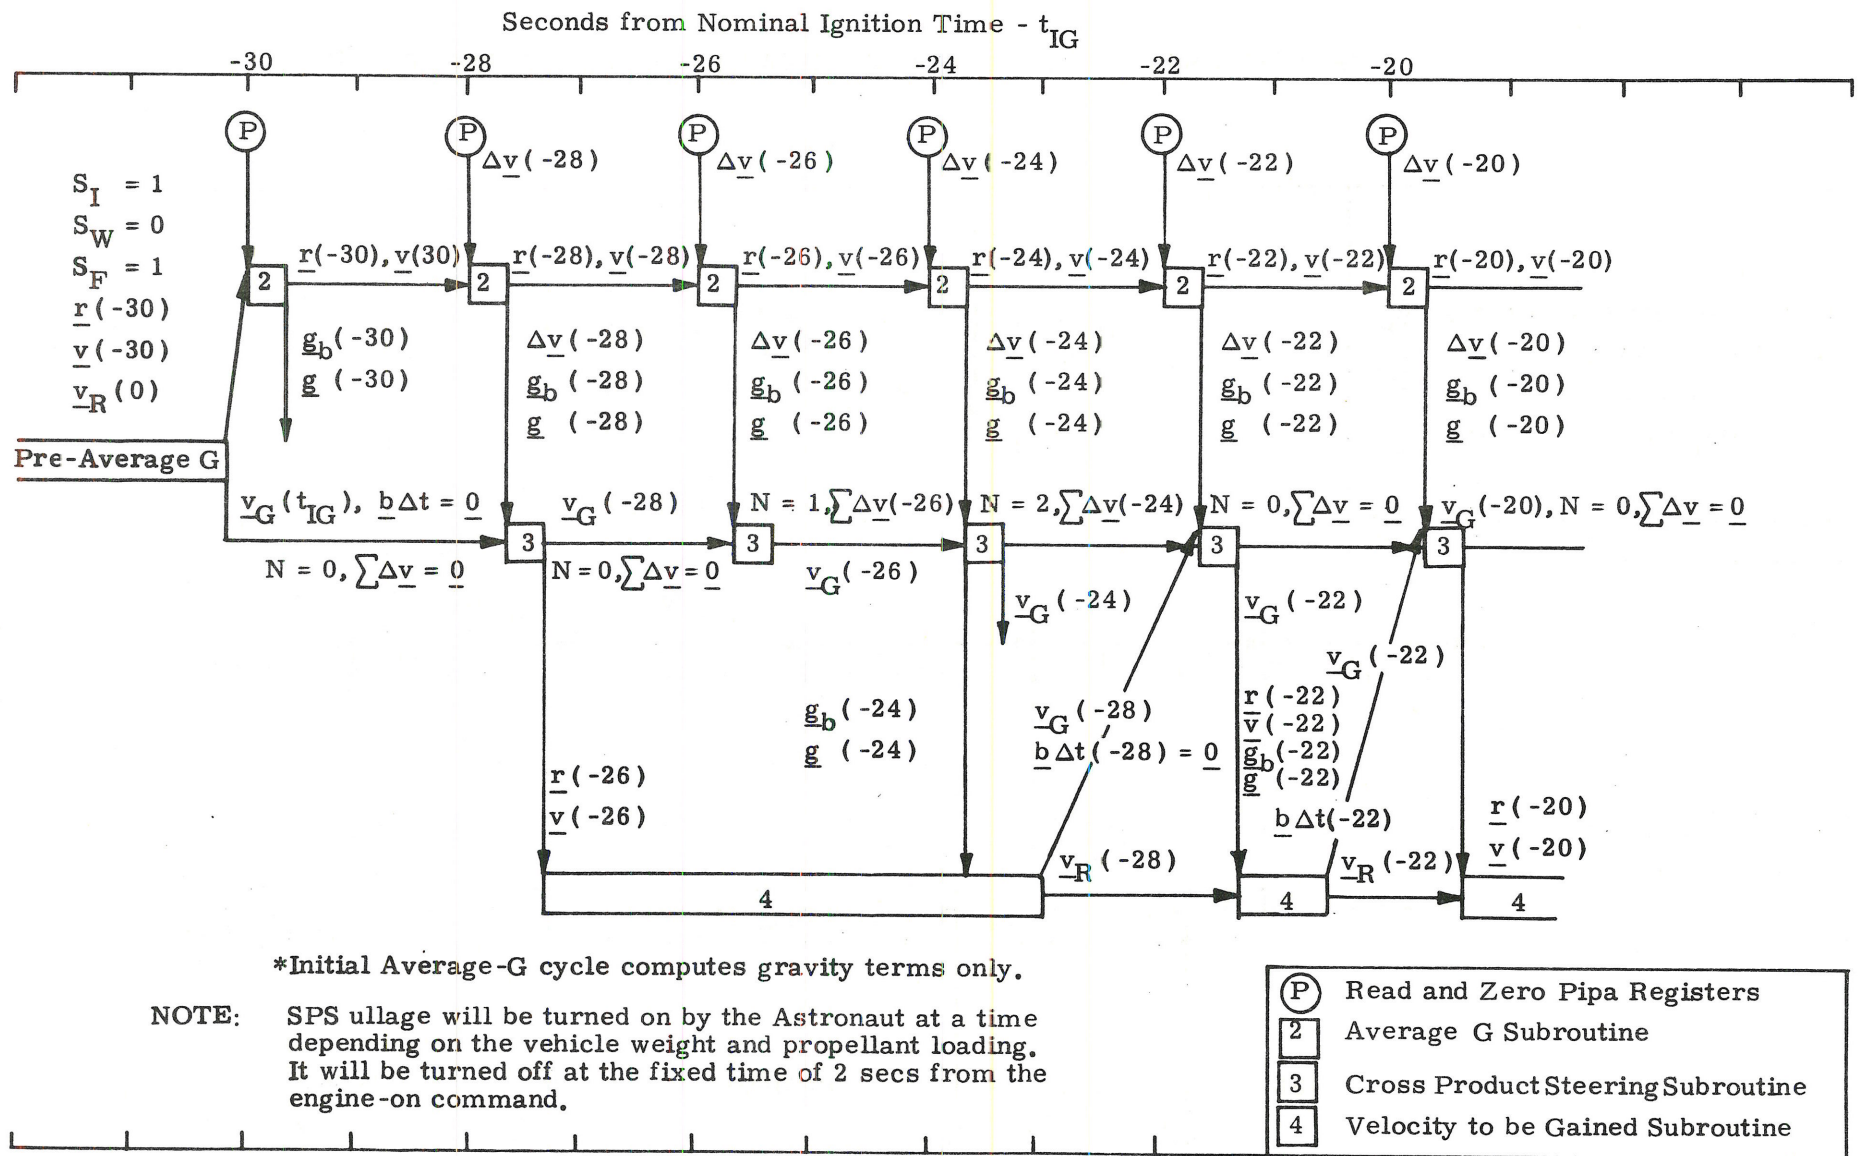 Seconds from Nominal Ignition Time - tIG
-30 -28 -26 -24 -22 -20
P P P P P P
Δv(-28) Δv(-26) Δv(-24) Δv(-22) Δv(-20)
SI = 1
SW = 0
SF = 1
r(-30)
v(-30)
vR(0)
r(-30), v(30) r(-28), v(-28) r(-26), v(-26) r(-24), v(-24) r(-22), v(-22) r(-20), v(-20)
2 2 2 2 2 2
gb(-30) Δv(-28) Δv(-26) Δv(-24) Δv(-22) Δv(-20)
g (-30) gb(-28) gb(-26) gb(-24) gb(-22) gb(-20)
g (-28) g (-26) g (-24) g (-22) g (-20)
Pre-Average G
vG(tIG), bΔt = 0 vG(-28) N = 1, ∑Δv(-26) N = 2, ∑Δv(-24) N = 0, ∑Δv = 0 vG(-20), N = 0, ∑Δv = 0
3 3 3 3 3
N = 0, ∑Δv = 0 N = 0, ∑Δv = 0 vG(-26)
vG(-24) vG(-22)
vG(-22)
gb(-24) vG(-28) r(-22)
v(-22)
g (-24) bΔt(-28) = 0 gb(-22)
g (-22)
r(-26)
v(-26) bΔt(-22) r(-20)
v(-20)
vR(-28) vR(-22)
4 4 4
*Initial Average-G cycle computes gravity terms only.
NOTE: SPS ullage will be turned on by the Astronaut at a time
depending on the vehicle weight and propellant loading.
It will be turned off at the fixed time of 2 secs from the
engine-on command.
P Read and Zero Pipa Registers
2 Average G Subroutine
3 Cross Product Steering Subroutine
4 Velocity to be Gained Subroutine